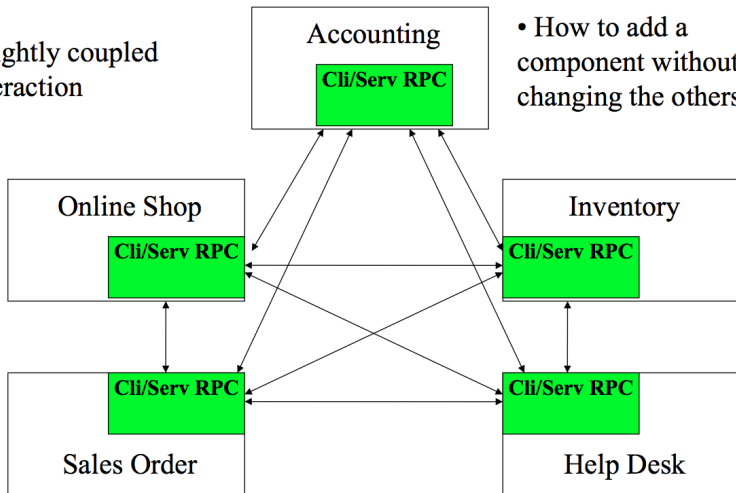 ghtly coupled
eraction
Accounting
Cli/Serv RPC
• How to add a
component without
changing the others
Online Shop
Cli/Serv RPC
Inventory
Cli/Serv RPC
Cli/Serv RPC
Sales Order
Cli/Serv RPC
Help Desk